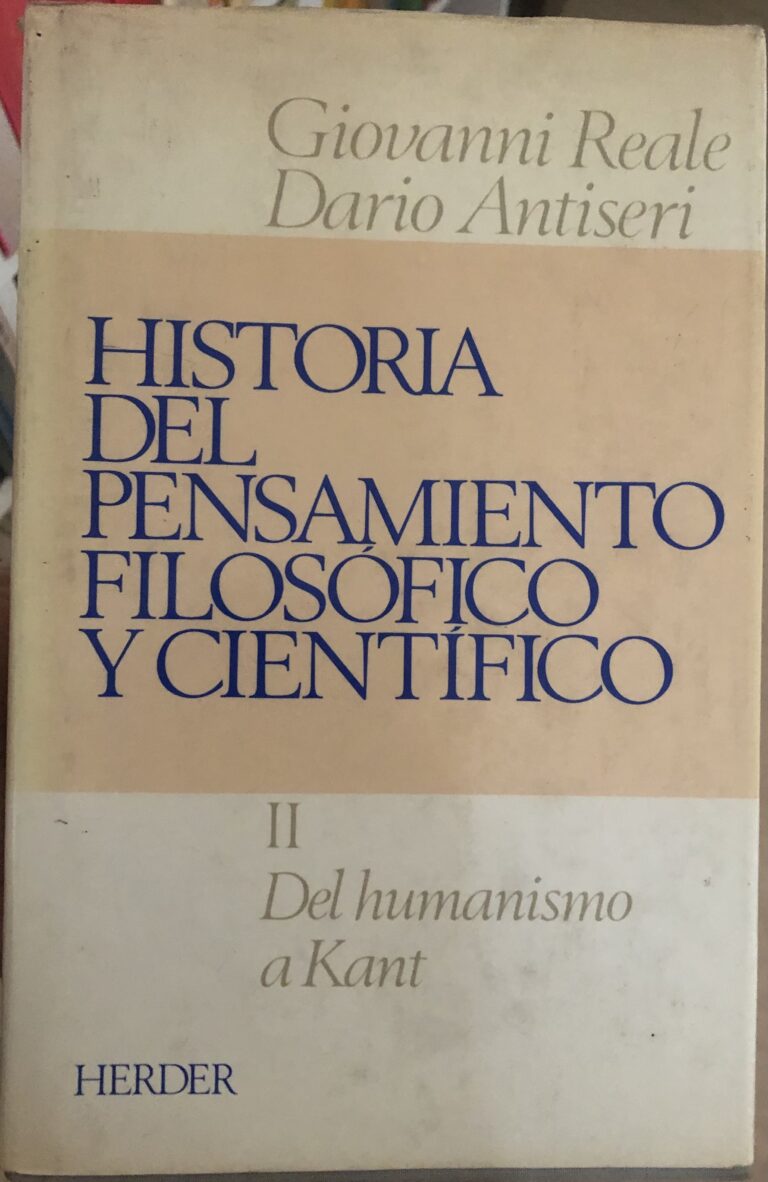 Giovanni Reale
Dario Antiseri
HISTORIA
DEL
PENSAMIENTO
FILOSÓFICO
Y CIENTÍFICO
II
Del humanismo
a Kant
HERDER